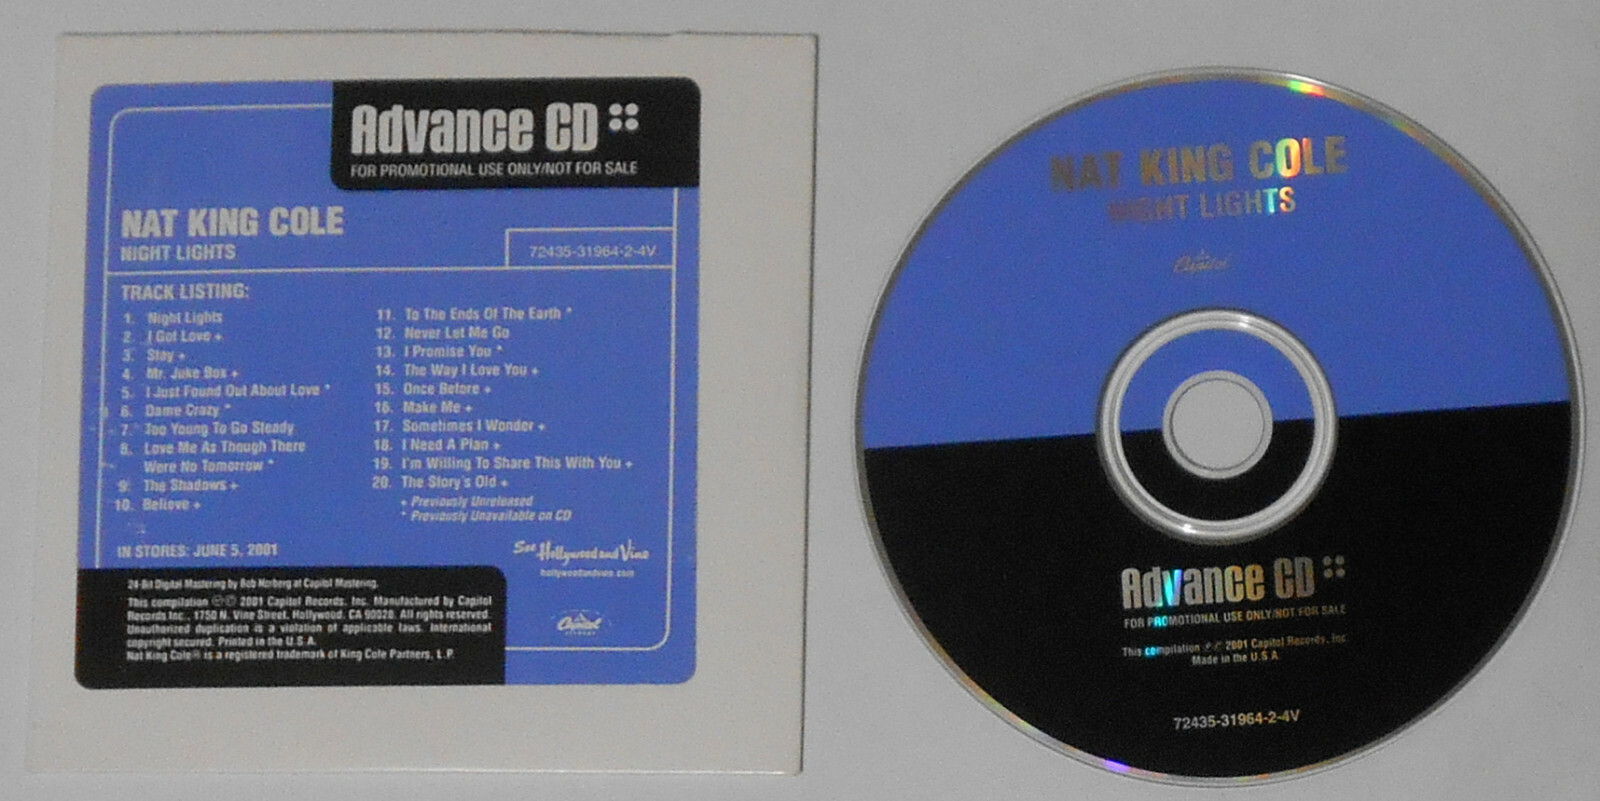 Advance CD
FOR PROMOTIONAL USE ONLY/NOT FOR SALE
NAT KING COLE
NIGHT LIGHTS
72435-31964-2-4V
TRACK LISTING:
1. Night Lights
2. I Got Love +
3. Stay +
4. Mr. Juke Box +
5. I Just Found Out About Love *
6. Dame Crazy *
7. Too Young To Go Steady
8. Love Me As Though There
Were No Tomorrow *
9. The Shadows +
10. Believe +
11. To The Ends Of The Earth *
12. Never Let Me Go
13. I Promise You *
14. The Way I Love You +
15. Once Before +
16. Make Me +
17. Sometimes I Wonder +
18. I Need A Plan +
19. I'm Willing To Share This With You +
20. The Story's Old +
+ Previously Unreleased
* Previously Unavailable on CD
IN STORES: JUNE 5, 2001
See Hollywood and Vine
hollywoodandvine.com
24-Bit Digital Mastering by Bob Norberg at Capitol Mastering.
This compilation ℗© 2001 Capitol Records, Inc. Manufactured by Capitol
Records Inc., 1750 N. Vine Street, Hollywood, CA 90028. All rights reserved.
Unauthorized duplication is a violation of applicable laws. International
copyright secured. Printed in the U.S.A.
Nat King Cole® is a registered trademark of King Cole Partners, L.P.
Capitol
RECORDS
NAT KING COLE
NIGHT LIGHTS
Capitol
Advance CD
FOR PROMOTIONAL USE ONLY/NOT FOR SALE
This compilation ℗© 2001 Capitol Records, Inc.
Made in the U.S.A.
72435-31964-2-4V